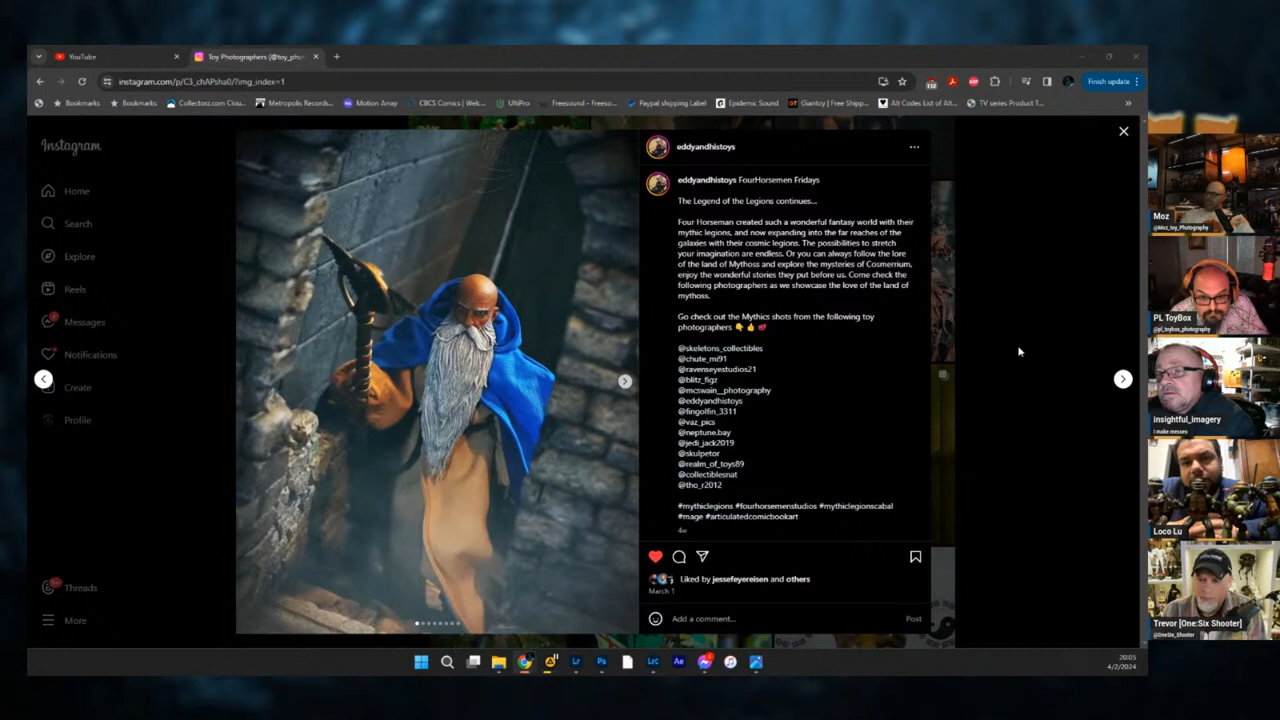 YouTube
Toy Photographers (@toy_pho
instagram.com/p/C3_chAPsha0/?img_index=1
Finish update
Bookmarks
Bookmarks
Collectorz.com Clou...
Metropolis Records...
Motion Array
CBCS Comics | Welc...
UltiPro
Freesound - Freeso...
Paypal shipping Label
Epidemic Sound
Giantoy | Free Shipp...
Alt Codes List of Alt...
TV series Product T...
Instagram
Home
Search
Explore
Reels
Messages
Notifications
Create
Profile
Threads
More
eddyandhistoys
eddyandhistoys FourHorsemen Fridays
The Legend of the Legions continues...
Four Horseman created such a wonderful fantasy world with their
mythic legions, and now expanding into the far reaches of the
galaxies with their cosmic legions. The possibilities to stretch
your imagination are endless. Or you can always follow the lore
of the land of Mythoss and explore the mysteries of Cosmerrium,
enjoy the wonderful stories they put before us. Come check the
following photographers as we showcase the love of the land of
mythoss.
Go check out the Mythics shots from the following toy
photographers 👇👍
@skeletons_collectibles
@chute_mi91
@ravenseyestudios21
@blitz_figz
@mcswain__photography
@eddyandhistoys
@fingolfin_3311
@vaz_pics
@neptune.bay
@jedi_jack2019
@skulpetor
@realm_of_toys89
@collectiblesnat
@tho_r2012
#mythiclegions #fourhorsemenstudios #mythiclegionscabal
#mage #articulatedcomicbookart
4w
Liked by jessefeyereisen and others
March 1
Add a comment...
Post
20:05
4/2/2024
Moz
@Moz_toy_Photography
PL ToyBox
@pl_toybox_photography
insightful_imagery
I make messes
Loco Lu
Trevor [One:Six Shooter]
@OneSix_Shooter